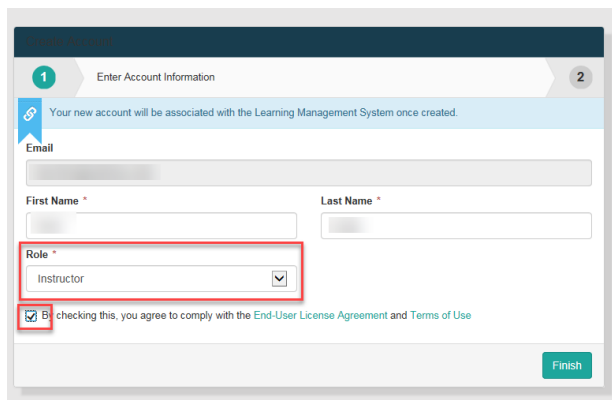 1 Enter Account Information 2
Your new account will be associated with the Learning Management System once created.
Email
First Name * Last Name *
Role *
Instructor
By checking this, you agree to comply with the End-User License Agreement and Terms of Use
Finish